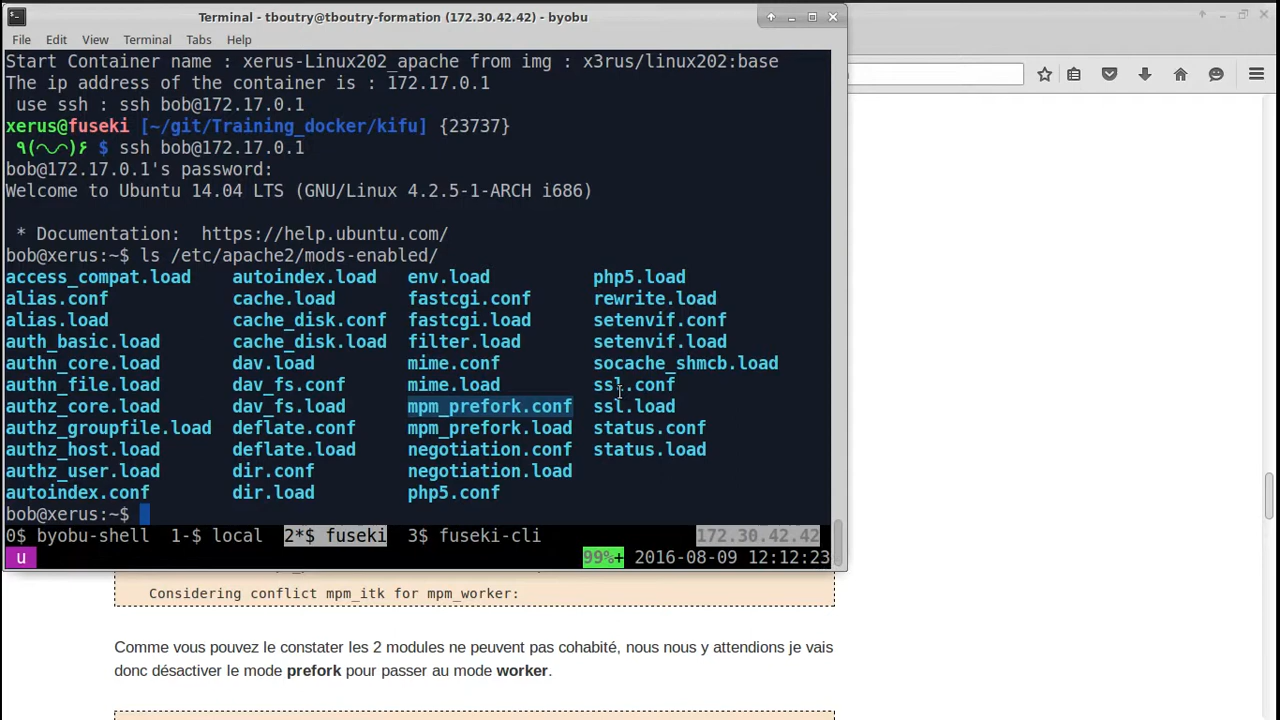 Terminal - tboutry@tboutry-formation (172.30.42.42) - byobu
File Edit View Terminal Tabs Help
Start Container name : xerus-Linux202_apache from img : x3rus/linux202:base
The ip address of the container is : 172.17.0.1
use ssh : ssh bob@172.17.0.1
xerus@fuseki [~/git/Training_docker/kifu] {23737}
$ ssh bob@172.17.0.1
bob@172.17.0.1's password:
Welcome to Ubuntu 14.04 LTS (GNU/Linux 4.2.5-1-ARCH i686)
* Documentation: https://help.ubuntu.com/
bob@xerus:~$ ls /etc/apache2/mods-enabled/
access_compat.load autoindex.load env.load php5.load
alias.conf cache.load fastcgi.conf rewrite.load
alias.load cache_disk.conf fastcgi.load setenvif.conf
auth_basic.load cache_disk.load filter.load setenvif.load
authn_core.load dav.load mime.conf socache_shmcb.load
authn_file.load dav_fs.conf mime.load ssl.conf
authz_core.load dav_fs.load mpm_prefork.conf ssl.load
authz_groupfile.load deflate.conf mpm_prefork.load status.conf
authz_host.load deflate.load negotiation.conf status.load
authz_user.load dir.conf negotiation.load
autoindex.conf dir.load php5.conf
bob@xerus:~$
0$ byobu-shell 1-$ local 2*$ fuseki 3$ fuseki-cli 172.30.42.42
u 99%+ 2016-08-09 12:12:23
Considering conflict mpm_itk for mpm_worker:
Comme vous pouvez le constater les 2 modules ne peuvent pas cohabité, nous nous y attendions je vais
donc désactiver le mode prefork pour passer au mode worker.